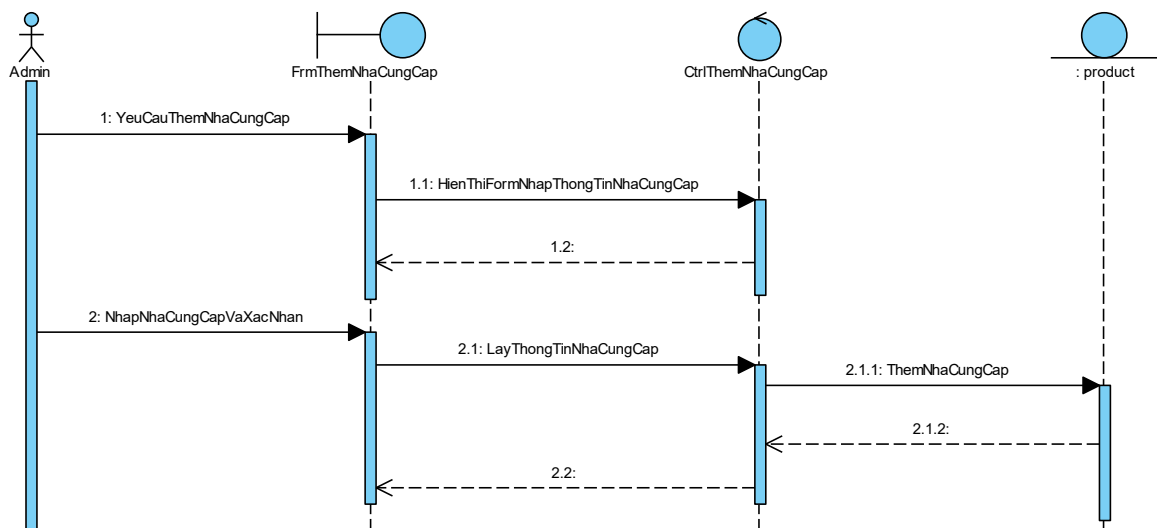 Admin
FrmThemNhaCungCap
CtrlThemNhaCungCap
: product
1: YeuCauThemNhaCungCap
1.1: HienThiFormNhapThongTinNhaCungCap
1.2:
2: NhapNhaCungCapVaXacNhan
2.1: LayThongTinNhaCungCap
2.1.1: ThemNhaCungCap
2.1.2:
2.2: